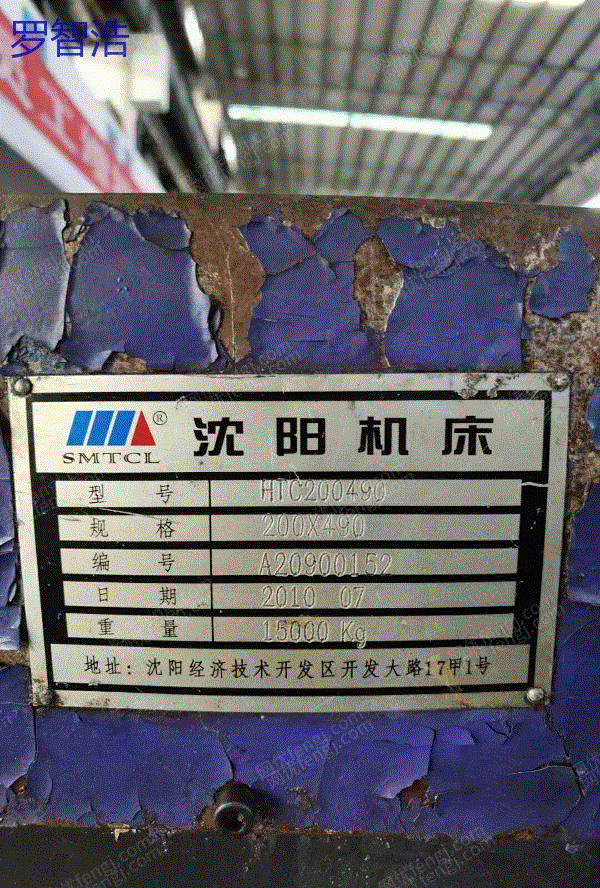 罗智浩
SMTCL ® 沈阳机床
型号 HTC200490
规格 200X490
编号 A20900152
日期 2010 07
重量 15000 Kg
地址：沈阳经济技术开发区开发大路17甲1号